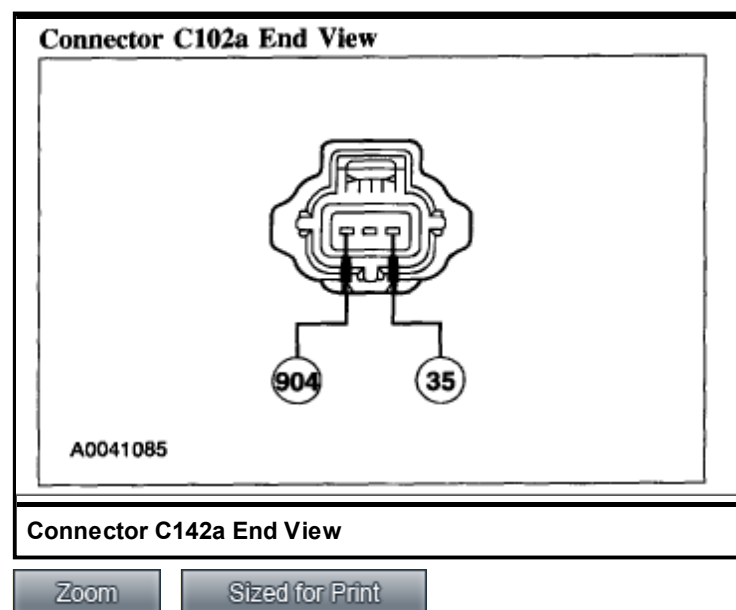 Connector C102a End View
904
35
A0041085
Connector C142a End View
Zoom
Sized for Print